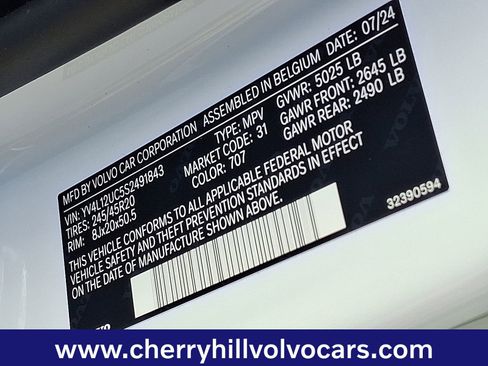 MFD BY VOLVO CAR CORPORATION ASSEMBLED IN BELGIUM DATE: 07/24
VIN: YV4L12UC5S2491843 TYPE: MPV GVWR: 5025 LB
TIRES: 245/45R20 MARKET CODE: 31 GAWR FRONT: 2645 LB
RIM: 8Jx20x50.5 COLOR: 707 GAWR REAR: 2490 LB
THIS VEHICLE CONFORMS TO ALL APPLICABLE FEDERAL MOTOR
VEHICLE SAFETY AND THEFT PREVENTION STANDARDS IN EFFECT
ON THE DATE OF MANUFACTURE SHOWN ABOVE.
32390594
www.cherryhillvolvocars.com